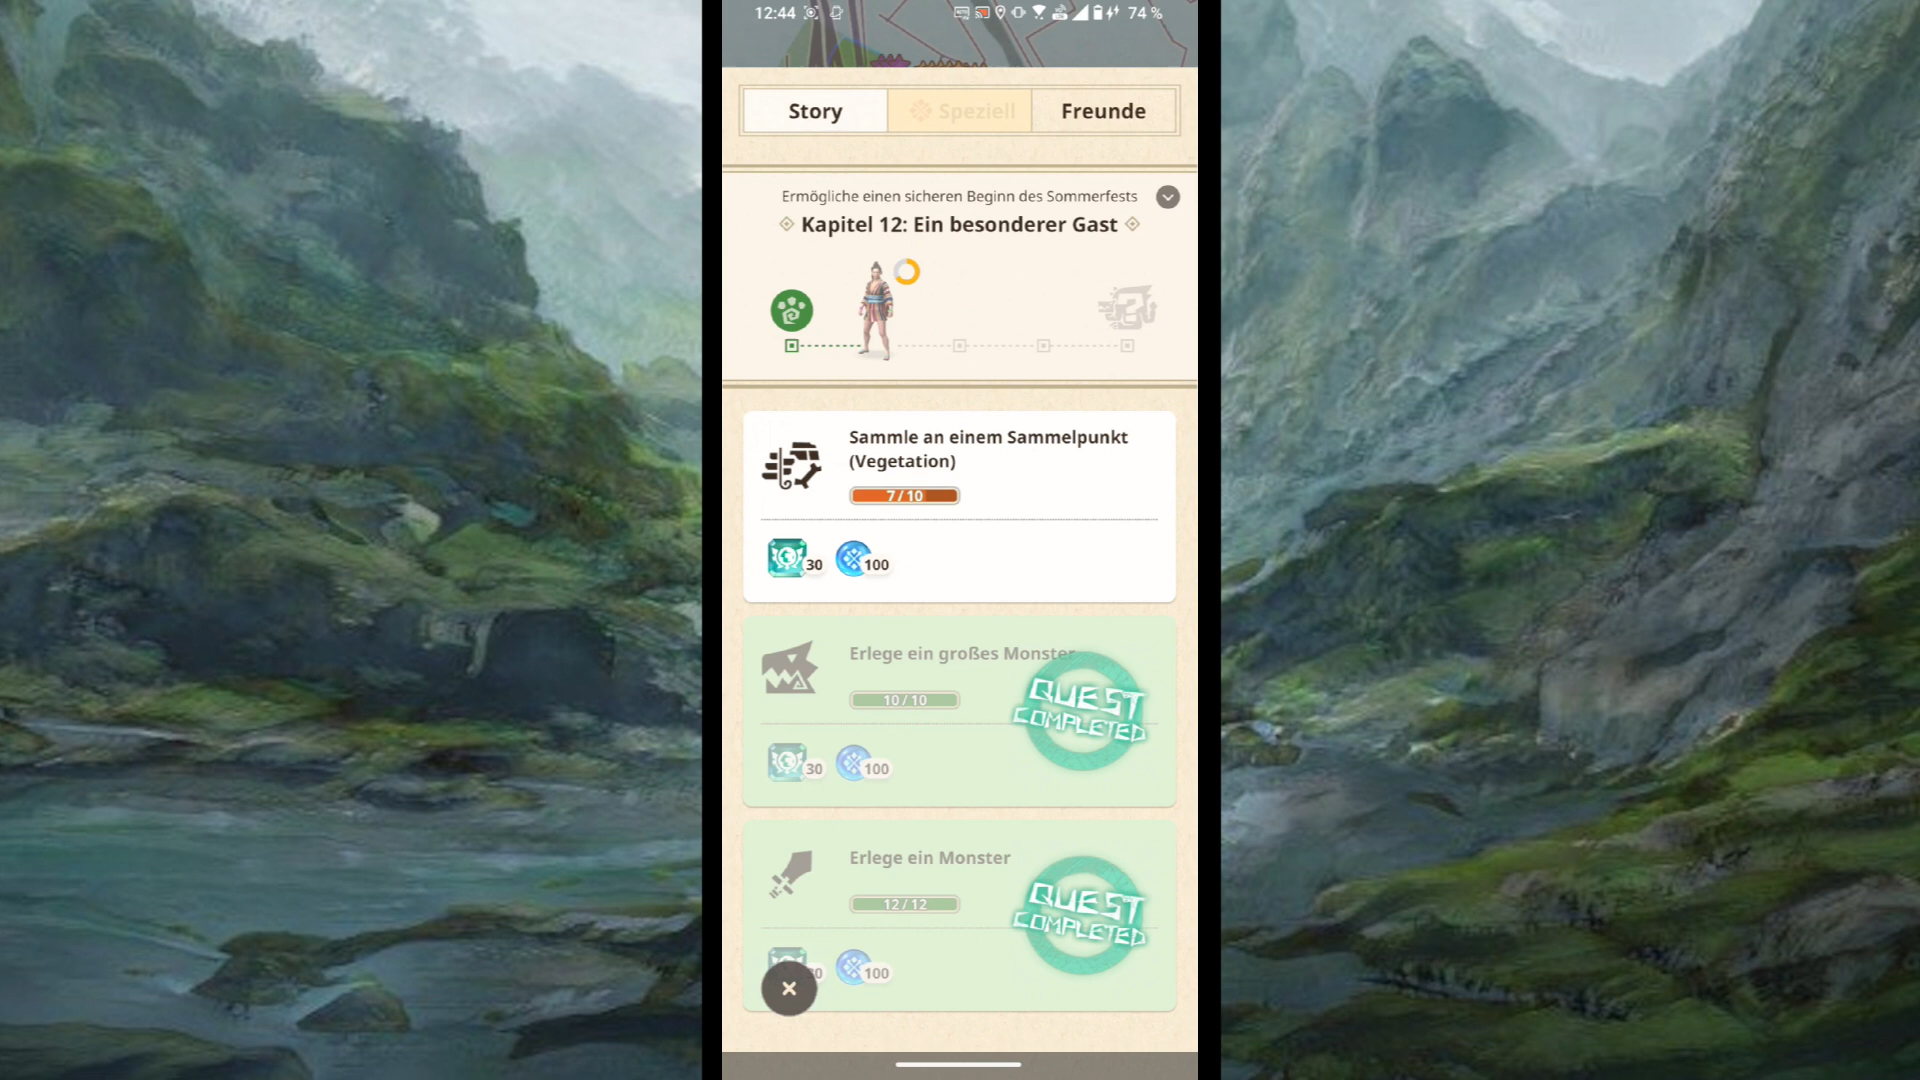 12:44
74 %
Story
Speziell
Freunde
Ermögliche einen sicheren Beginn des Sommerfests
Kapitel 12: Ein besonderer Gast
Sammle an einem Sammelpunkt
(Vegetation)
7/10
30
100
Erlege ein großes Monster
10/10
QUEST
COMPLETED
30
100
Erlege ein Monster
12/12
QUEST
COMPLETED
100